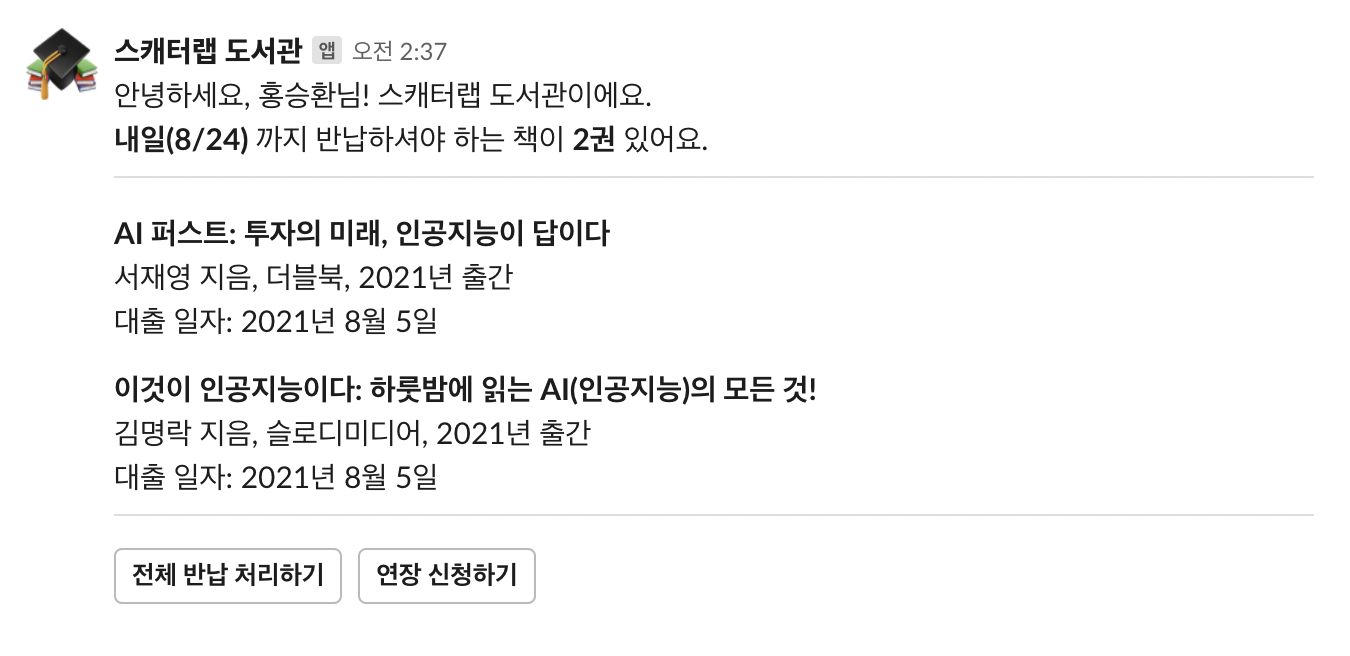 스캐터랩 도서관 앱 오전 2:37
안녕하세요, 홍승환님! 스캐터랩 도서관이에요.
내일(8/24) 까지 반납하셔야 하는 책이 2권 있어요.
AI 퍼스트: 투자의 미래, 인공지능이 답이다
서재영 지음, 더블북, 2021년 출간
대출 일자: 2021년 8월 5일
이것이 인공지능이다: 하룻밤에 읽는 AI(인공지능)의 모든 것!
김명락 지음, 슬로디미디어, 2021년 출간
대출 일자: 2021년 8월 5일
전체 반납 처리하기 연장 신청하기